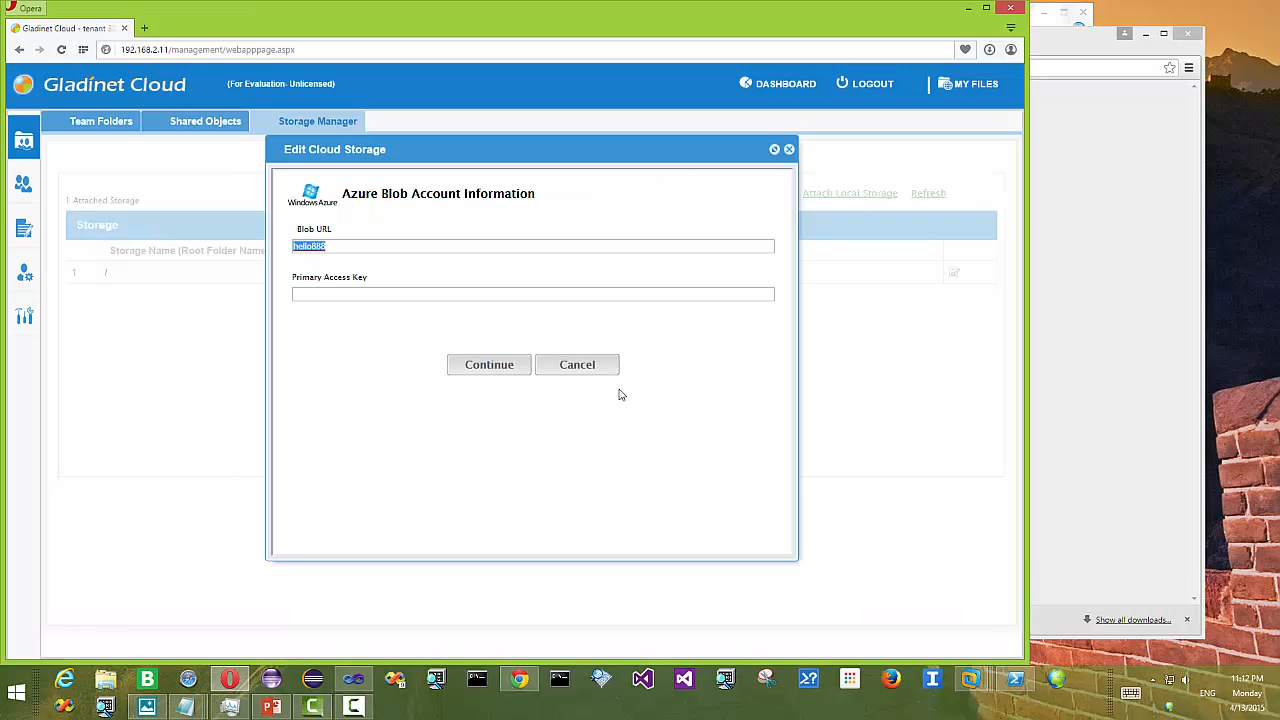 Opera
Gladinet Cloud - tenant
192.168.2.11/management/webapppage.aspx
Gladinet Cloud
(For Evaluation- Unlicensed)
DASHBOARD
LOGOUT
MY FILES
Team Folders
Shared Objects
Storage Manager
Edit Cloud Storage
Windows Azure
Azure Blob Account Information
Attached Storage
Attach Local Storage
Refresh
Storage
Blob URL
hello888
Storage Name (Root Folder Name
1
/
Primary Access Key
Continue
Cancel
Show all downloads...
11:12 PM
ENG
Monday
4/13/2015